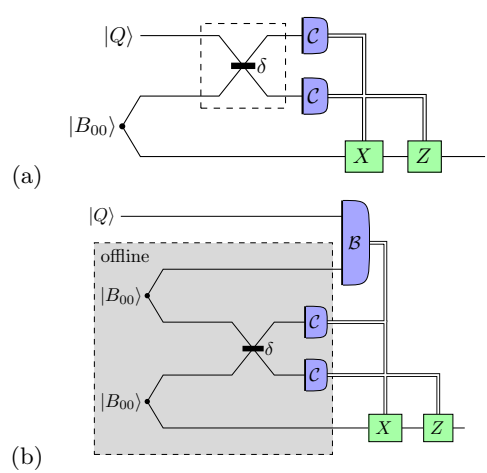 |Q⟩
δ
𝒞
𝒞
|B₀₀⟩
X
Z
(a)
|Q⟩
ℬ
offline
|B₀₀⟩
𝒞
δ
𝒞
|B₀₀⟩
X
Z
(b)